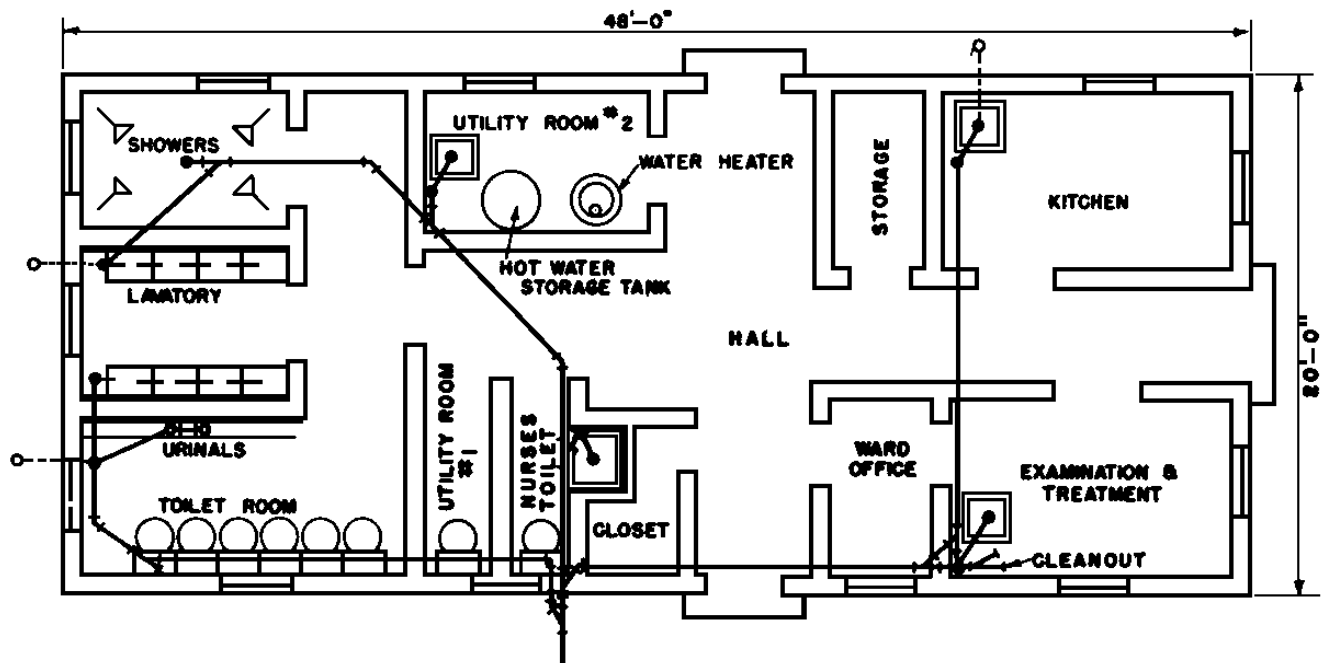 48'-0"
SHOWERS
UTILITY ROOM #2
WATER HEATER
STORAGE
KITCHEN
HOT WATER
STORAGE TANK
LAVATORY
HALL
20'-0"
URINALS
UTILITY ROOM
#1
NURSES
TOILET
WARD
OFFICE
EXAMINATION &
TREATMENT
TOILET ROOM
CLOSET
CLEANOUT